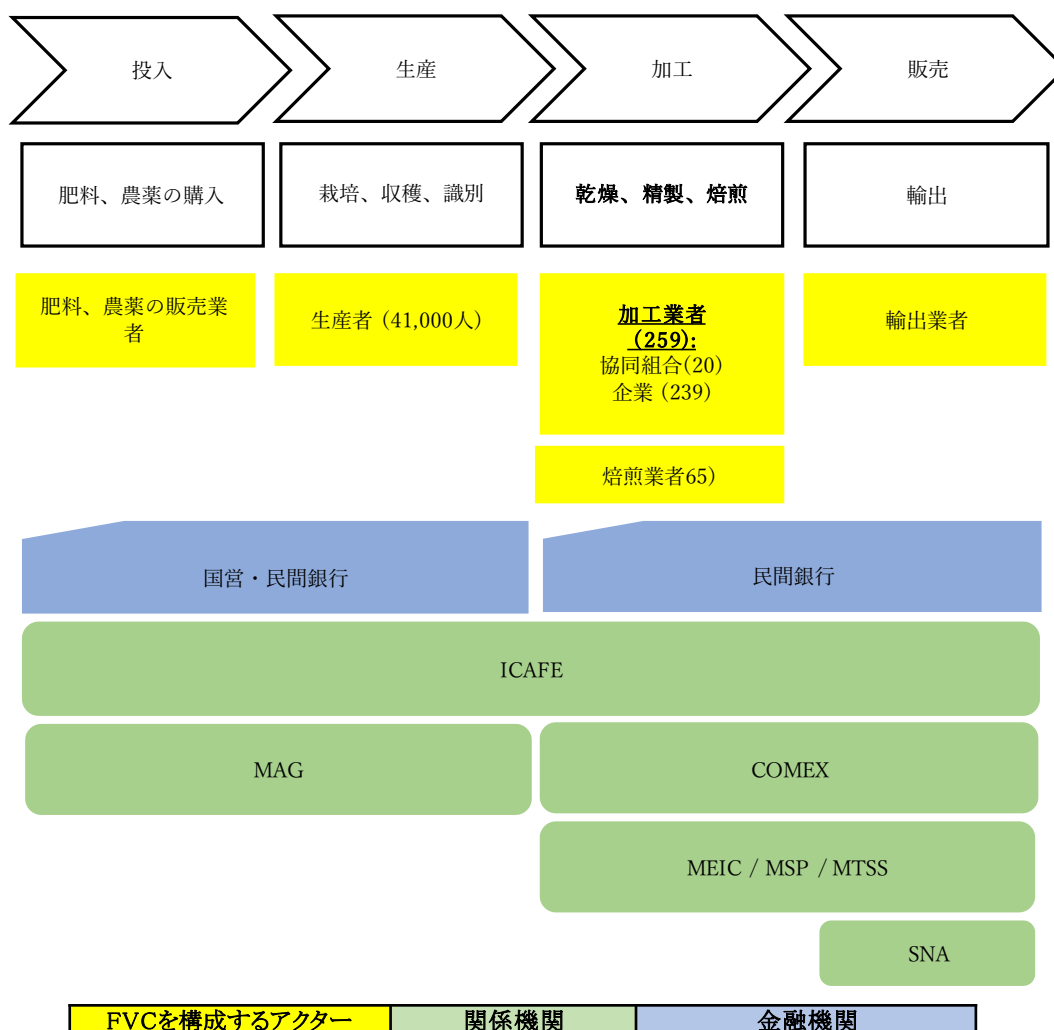 投入
生産
加工
販売
肥料、農薬の購入
栽培、収穫、識別
乾燥、精製、焙煎
輸出
肥料、農薬の販売業
者
生産者（41,000人）
加工業者
（259）:
協同組合(20)
企業（239）
輸出業者
焙煎業者65）
国営・民間銀行
民間銀行
ICAFE
MAG
COMEX
MEIC / MSP / MTSS
SNA
FVCを構成するアクター
関係機関
金融機関